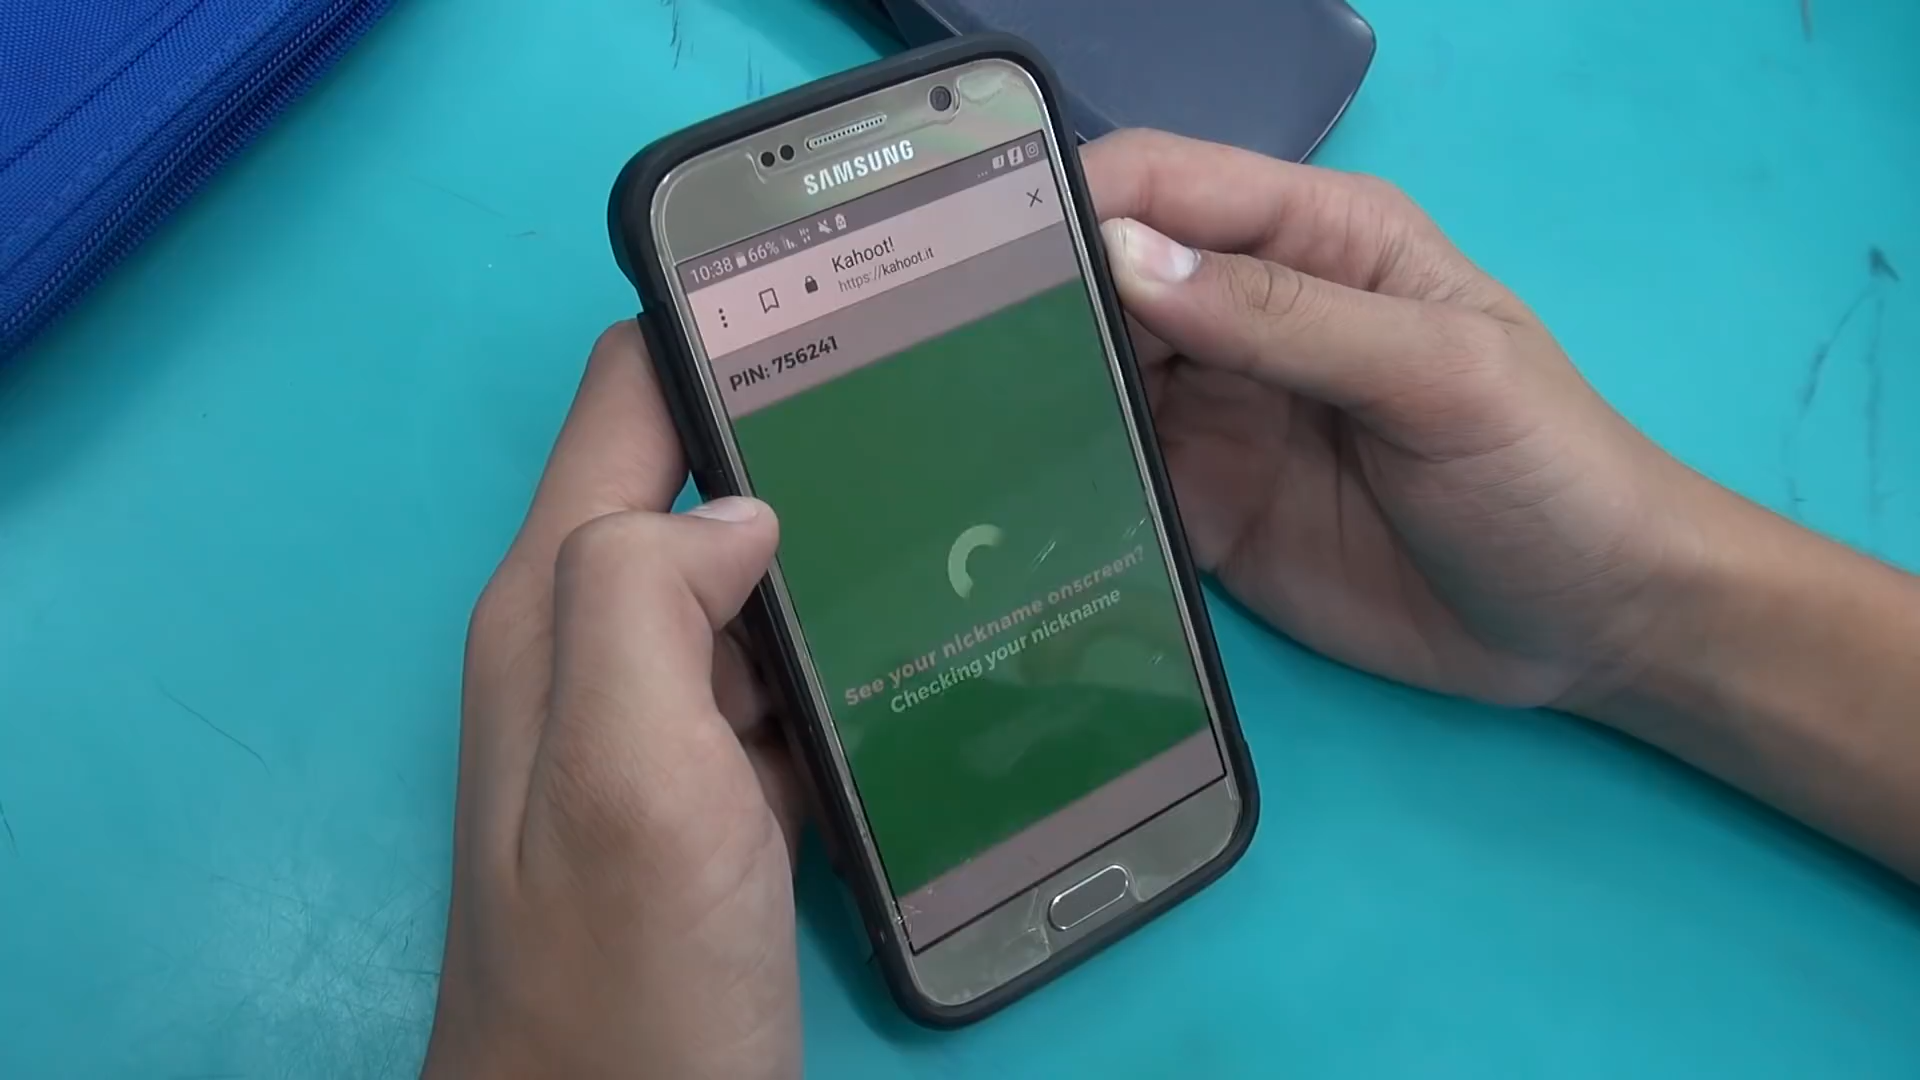 SAMSUNG
10:38 66%
Kahoot!
https://kahoot.it
PIN: 756241
See your nickname onscreen?
Checking your nickname